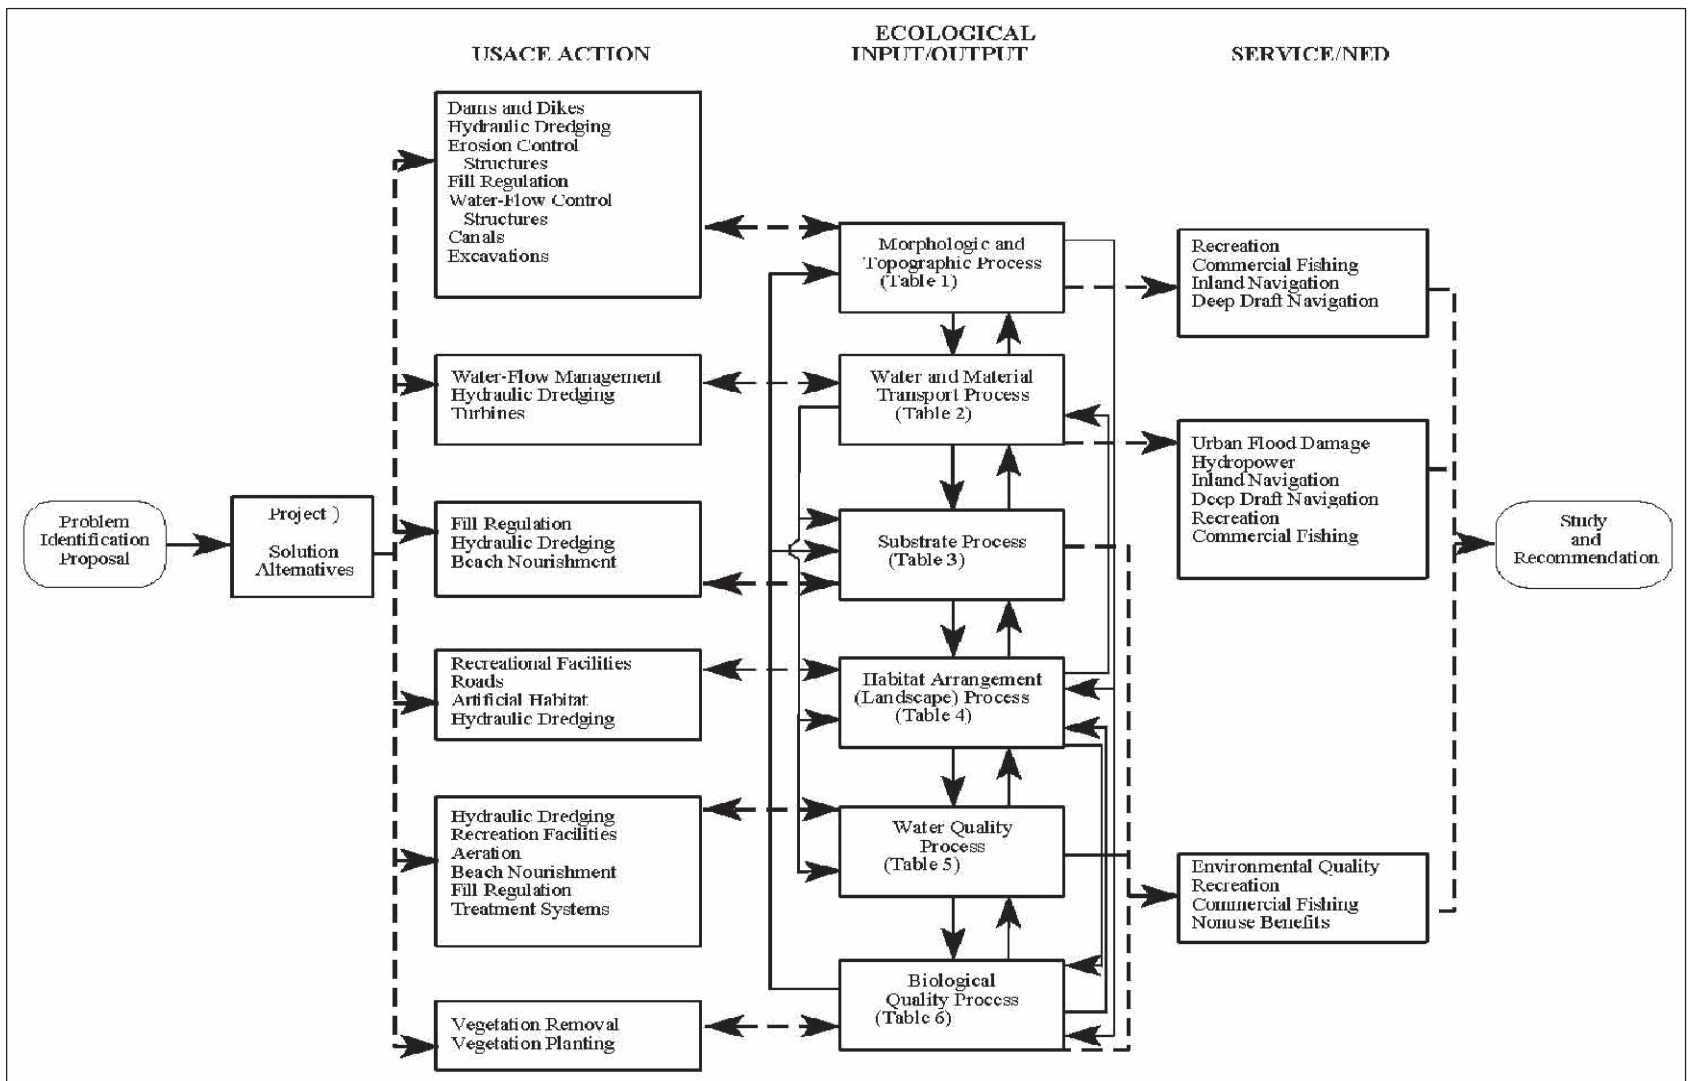 USACE ACTION
ECOLOGICAL
INPUT/OUTPUT
SERVICE/NED
Problem
Identification
Proposal
Project )
Solution
Alternatives
Dams and Dikes
Hydraulic Dredging
Erosion Control
Structures
Fill Regulation
Water-Flow Control
Structures
Canals
Excavations
Water-Flow Management
Hydraulic Dredging
Turbines
Fill Regulation
Hydraulic Dredging
Beach Nourishment
Recreational Facilities
Roads
Artificial Habitat
Hydraulic Dredging
Hydraulic Dredging
Recreation Facilities
Aeration
Beach Nourishment
Fill Regulation
Treatment Systems
Vegetation Removal
Vegetation Planting
Morphologic and
Topographic Process
(Table 1)
Water and Material
Transport Process
(Table 2)
Substrate Process
(Table 3)
Habitat Arrangement
(Landscape) Process
(Table 4)
Water Quality
Process
(Table 5)
Biological
Quality Process
(Table 6)
Recreation
Commercial Fishing
Inland Navigation
Deep Draft Navigation
Urban Flood Damage
Hydropower
Inland Navigation
Deep Draft Navigation
Recreation
Commercial Fishing
Environmental Quality
Recreation
Commercial Fishing
Nonuse Benefits
Study
and
Recommendation